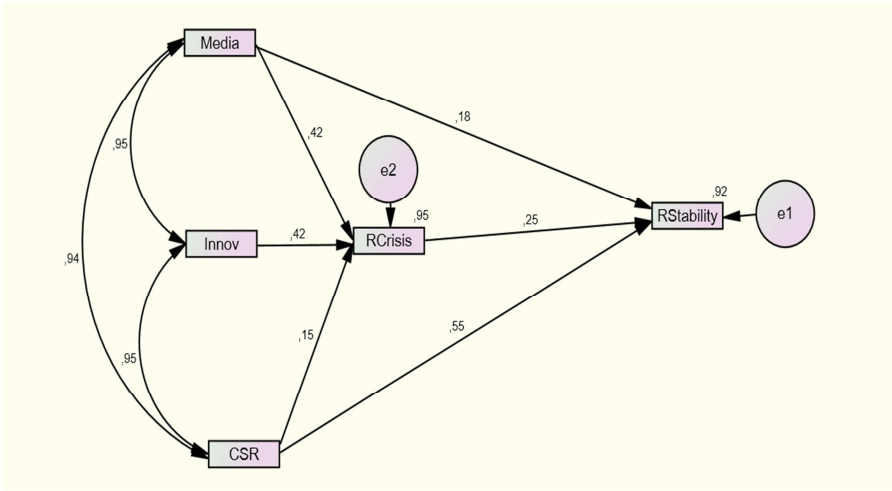 Media
,18
,95
,42
e2
,92
,95
RStability
e1
,25
Innov
,42
RCrisis
,94
,15
,55
,95
CSR